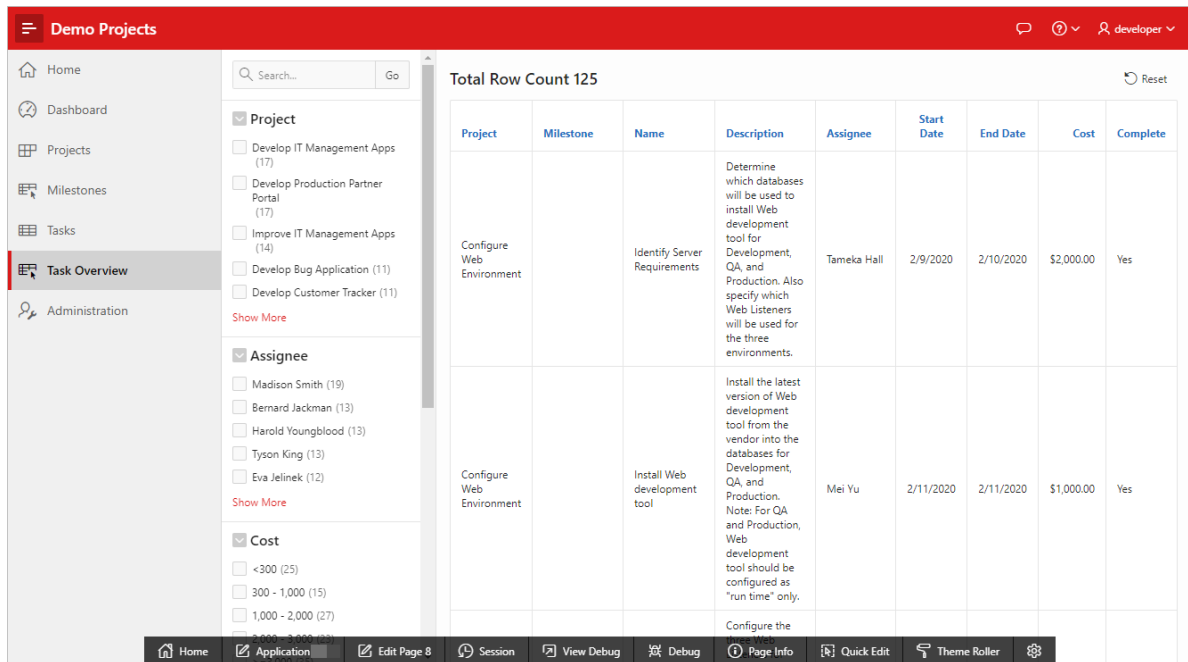 Demo Projects
developer
Home
Dashboard
Projects
Milestones
Tasks
Task Overview
Administration
Search...
Go
Project
Develop IT Management Apps
(17)
Develop Production Partner
Portal
(17)
Improve IT Management Apps
(14)
Develop Bug Application (11)
Develop Customer Tracker (11)
Show More
Assignee
Madison Smith (19)
Bernard Jackman (13)
Harold Youngblood (13)
Tyson King (13)
Eva Jelinek (12)
Show More
Cost
<300 (25)
300 - 1,000 (15)
1,000 - 2,000 (27)
2,000 - 3,000 (23)
Total Row Count 125
Reset
Project
Milestone
Name
Description
Assignee
Start
Date
End Date
Cost
Complete
Configure
Web
Environment
Identify Server
Requirements
Determine
which databases
will be used to
install Web
development
tool for
Development,
QA, and
Production. Also
specify which
Web Listeners
will be used for
the three
environments.
Tameka Hall
2/9/2020
2/10/2020
$2,000.00
Yes
Configure
Web
Environment
Install Web
development
tool
Install the latest
version of Web
development
tool from the
vendor into the
databases for
Development,
QA, and
Production.
Note: For QA
and Production,
Web
development
tool should be
configured as
"run time" only.
Mei Yu
2/11/2020
2/11/2020
$1,000.00
Yes
Configure the
three Web
Home
Application
Edit Page 8
Session
View Debug
Debug
Page Info
Quick Edit
Theme Roller